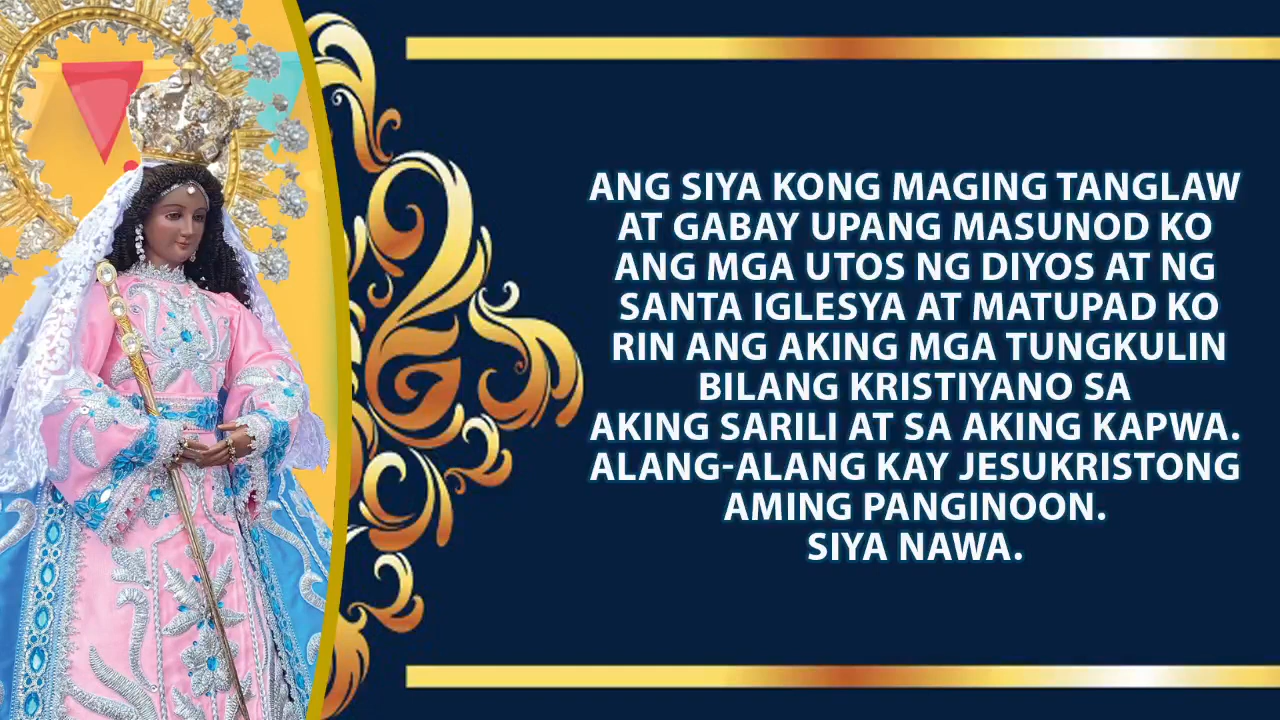 ANG SIYA KONG MAGING TANGLAW
AT GABAY UPANG MASUNOD KO
ANG MGA UTOS NG DIYOS AT NG
SANTA IGLESYA AT MATUPAD KO
RIN ANG AKING MGA TUNGKULIN
BILANG KRISTIYANO SA
AKING SARILI AT SA AKING KAPWA.
ALANG-ALANG KAY JESUKRISTONG
AMING PANGINOON.
SIYA NAWA.